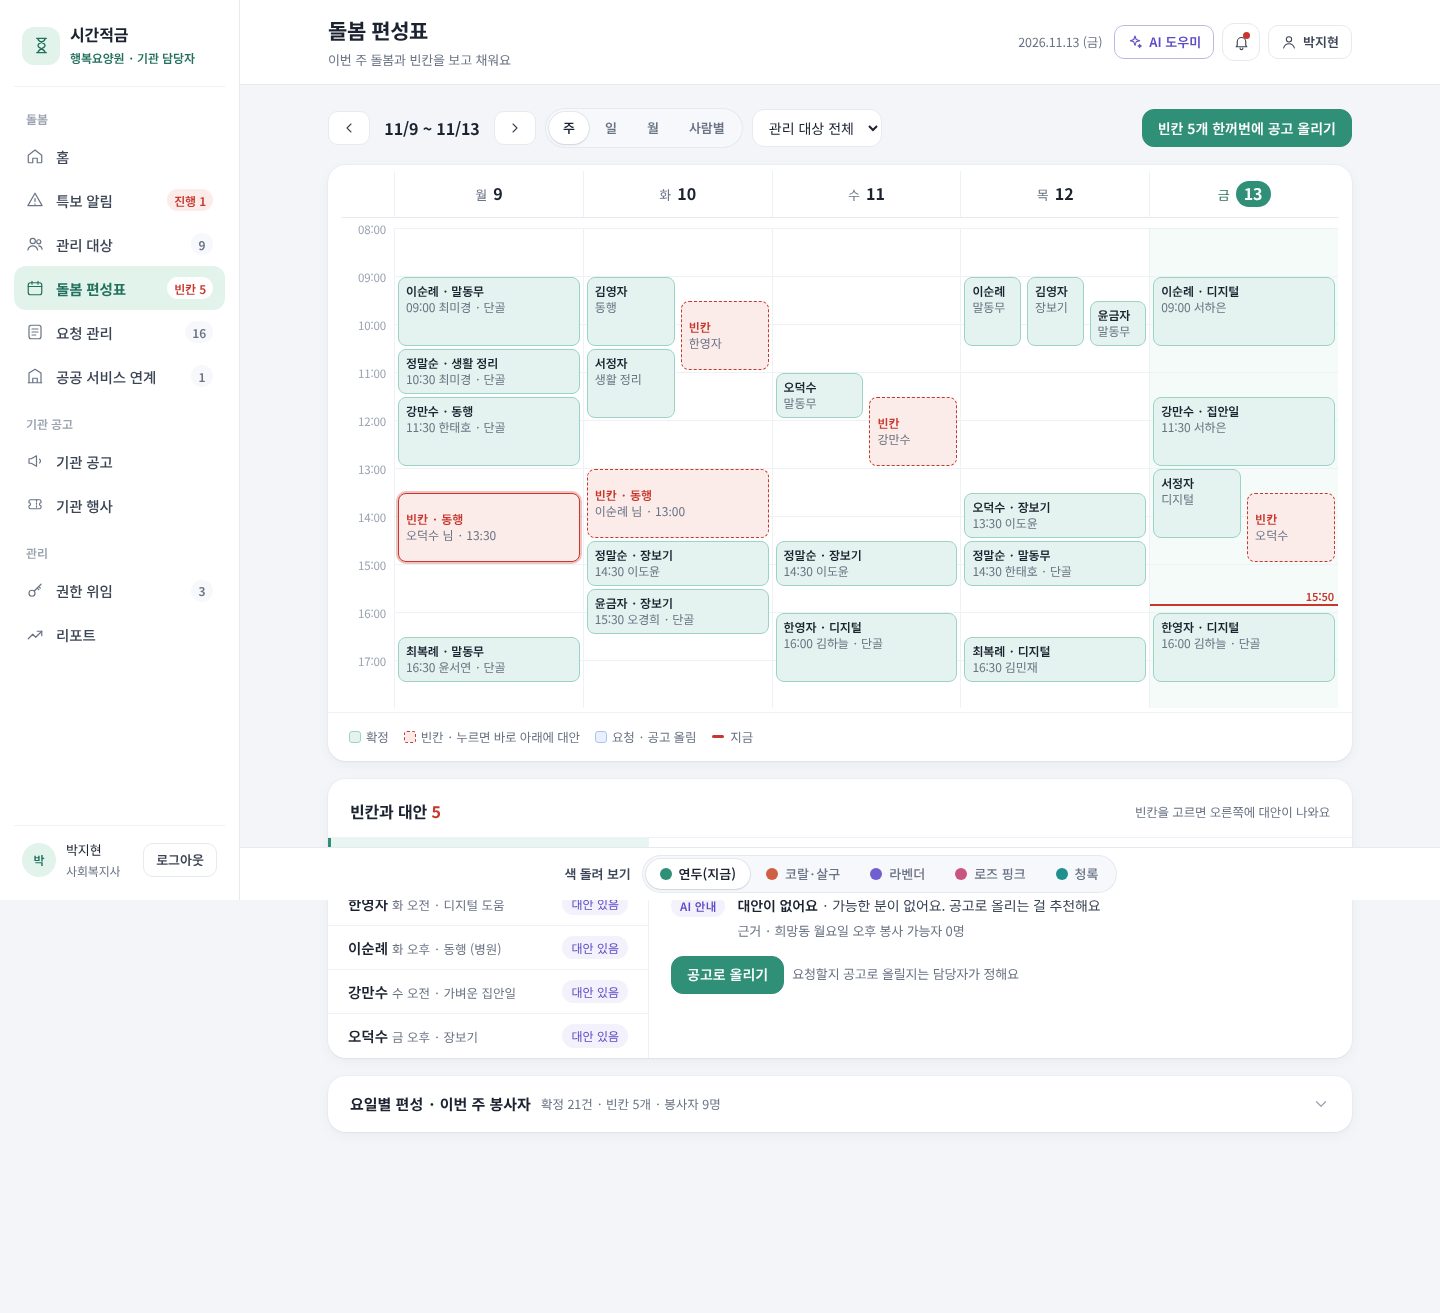 시간적금
행복요양원 · 기관 담당자
돌봄
홈
특보 알림 진행 1
관리 대상 9
돌봄 편성표 빈칸 5
요청 관리 16
공공 서비스 연계 1
기관 공고
기관 공고
기관 행사
관리
권한 위임 3
리포트
박
박지현
사회복지사
로그아웃
돌봄 편성표
이번 주 돌봄과 빈칸을 보고 채워요
2026.11.13 (금)
AI 도우미
박지현
11/9 ~ 11/13
주 일 월 사람별
관리 대상 전체
빈칸 5개 한꺼번에 공고 올리기
월 9 화 10 수 11 목 12 금 13
08:00
09:00
10:00
11:00
12:00
13:00
14:00
15:00
16:00
17:00
이순례 · 말동무
09:00 최미경 · 단골
정말순 · 생활 정리
10:30 최미경 · 단골
강만수 · 동행
11:30 한태호 · 단골
빈칸 · 동행
오덕수 님 · 13:30
최복례 · 말동무
16:30 윤서연 · 단골
김영자
동행
빈칸
한영자
서정자
생활 정리
빈칸 · 동행
이순례 님 · 13:00
정말순 · 장보기
14:30 이도윤
윤금자 · 장보기
15:30 오경희 · 단골
오덕수
말동무
빈칸
강만수
정말순 · 장보기
14:30 이도윤
한영자 · 디지털
16:00 김하늘 · 단골
이순례
말동무
김영자
장보기
윤금자
말동무
오덕수 · 장보기
13:30 이도윤
정말순 · 말동무
14:30 한태호 · 단골
최복례 · 디지털
16:30 김민재
이순례 · 디지털
09:00 서하은
강만수 · 집안일
11:30 서하은
서정자
디지털
빈칸
오덕수
15:50
한영자 · 디지털
16:00 김하늘 · 단골
확정
빈칸 · 누르면 바로 아래에 대안
요청 · 공고 올림
지금
빈칸과 대안 5
빈칸을 고르면 오른쪽에 대안이 나와요
색 돌려 보기
연두(지금)
코랄·살구
라벤더
로즈 핑크
청록
한영자 화 오전 · 디지털 도움 대안 있음
이순례 화 오후 · 동행 (병원) 대안 있음
강만수 수 오전 · 가벼운 집안일 대안 있음
오덕수 금 오후 · 장보기 대안 있음
AI 안내 대안이 없어요 · 가능한 분이 없어요. 공고로 올리는 걸 추천해요
근거 · 희망동 월요일 오후 봉사 가능자 0명
공고로 올리기 요청할지 공고로 올릴지는 담당자가 정해요
요일별 편성 · 이번 주 봉사자 확정 21건 · 빈칸 5개 · 봉사자 9명